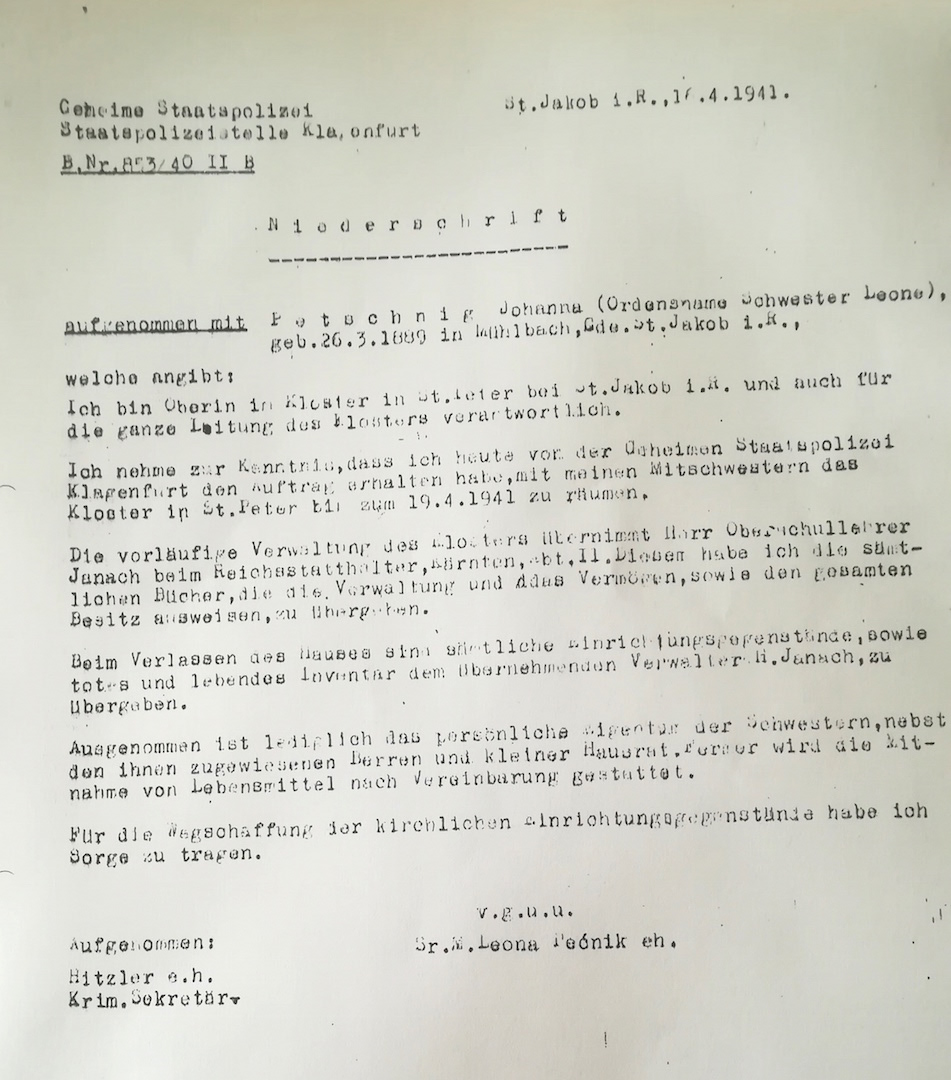 Geheime Staatspolizei
Staatspolizeistelle Klagenfurt
B.Nr.853/40 II B
St.Jakob i.R., .4.1941.
N i e d e r s c h r i f t
aufgenommen mit P e t s c h n i g Johanna (Ordensname Schwester Leone),
geb.26.3.1889 in Mühlbach,Gde.St.Jakob i.R.,
welche angibt:
Ich bin Oberin im Kloster in St.Peter bei St.Jakob i.R. und auch für
die ganze Leitung des Klosters verartwortlich.
Ich nehme zur Kenntnis,dass ich heute von der Geheimen Staatspolizei
Klagenfurt den Auftrag erhalten habe,mit meinen Mitschwestern das
Kloster in St.Peter bis zum 19.4.1941 zu räumen.
Die vorläufige Verwaltung des Klosters übernimmt Herr Oberschullehrer
Janach beim Reichsstatthalter,Kärnten,Abt.II.Diesem habe ich die sämt-
lichen Bücher,die die Verwaltung und ddas Vermögen,sowie den gesamten
Besitz ausweisen,zu übergeben.
Beim Verlassen des Hauses sind sämtliche Einrichtungsgegenstände,sowie
totes und lebendes Inventar dem übernehmenden Verwalter H.Janach,zu
übergeben.
Ausgenommen ist lediglich das persönliche Eigentum der Schwestern,nebst
den ihnen zugewiesenen Herren und kleiner Hausrat.Ferner wird die Mit-
nahme von Lebensmittel nach Vereinbarung gestattet.
Für die Wegschaffung der kirchlichen Einrichtungsgegenstände habe ich
Sorge zu tragen.
v.g.u.u.
Aufgenommen:
Sr.M.Leona Pečnik eh.
Hitzler e.h.
Krim.Sekretär.